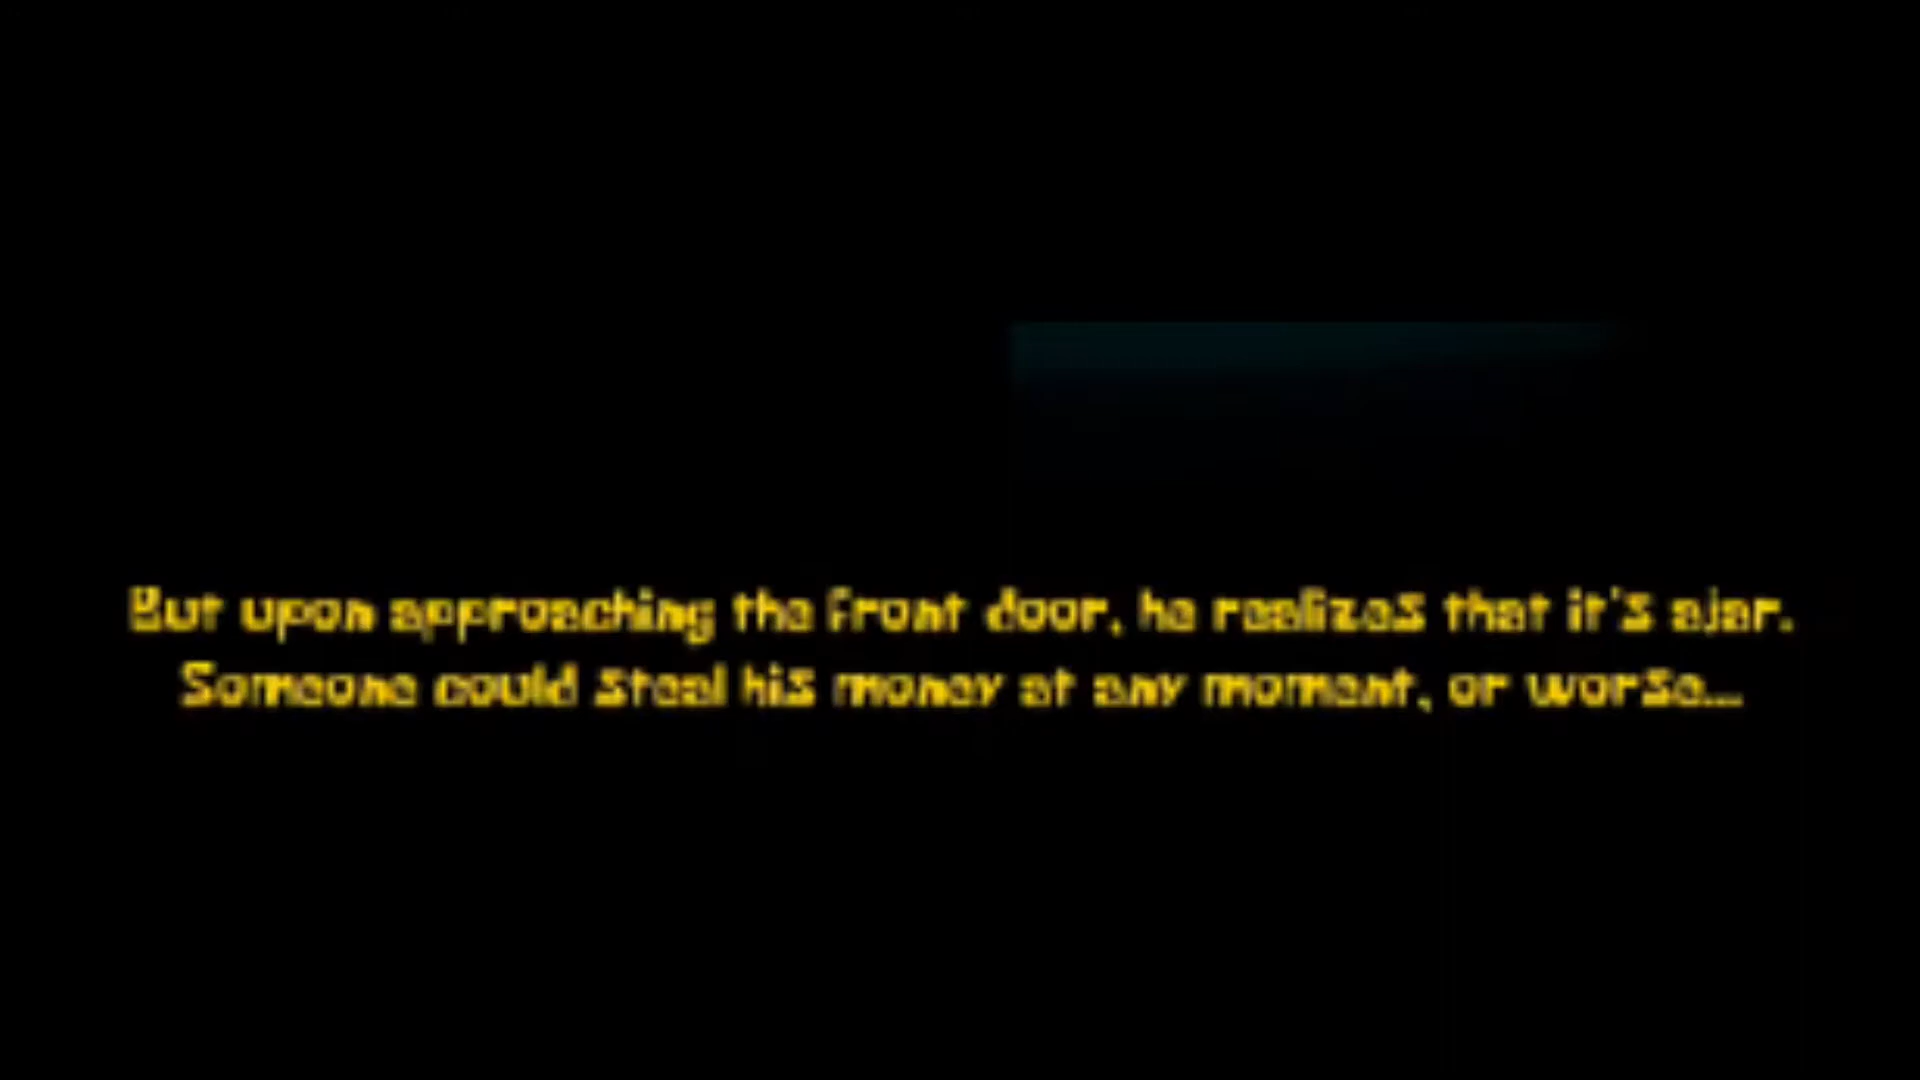 But upon approaching the front door, he realizes that it's ajar.
Someone could steal his money at any moment, or worse...